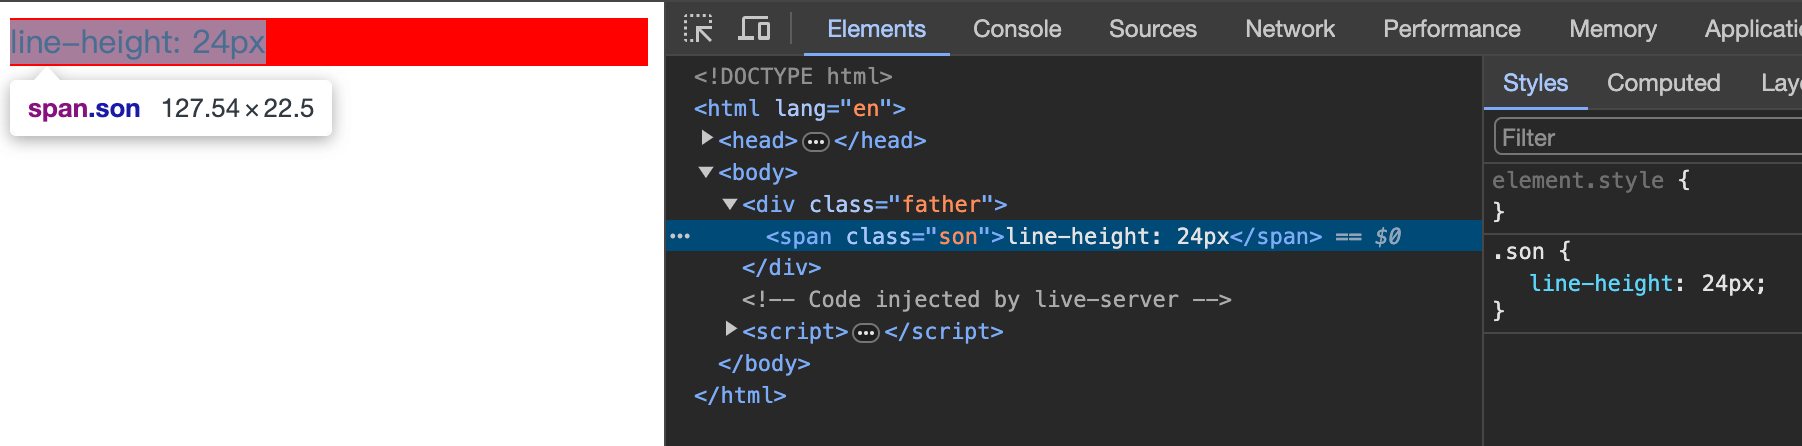 line-height: 24px
span.son 127.54 × 22.5
Elements Console Sources Network Performance Memory Applicati
<!DOCTYPE html>
<html lang="en">
<head> ••• </head>
<body>
<div class="father">
••• <span class="son">line-height: 24px</span> == $0
</div>
<!-- Code injected by live-server -->
<script> ••• </script>
</body>
</html>
Styles Computed Lay
Filter
element.style {
}
.son {
line-height: 24px;
}